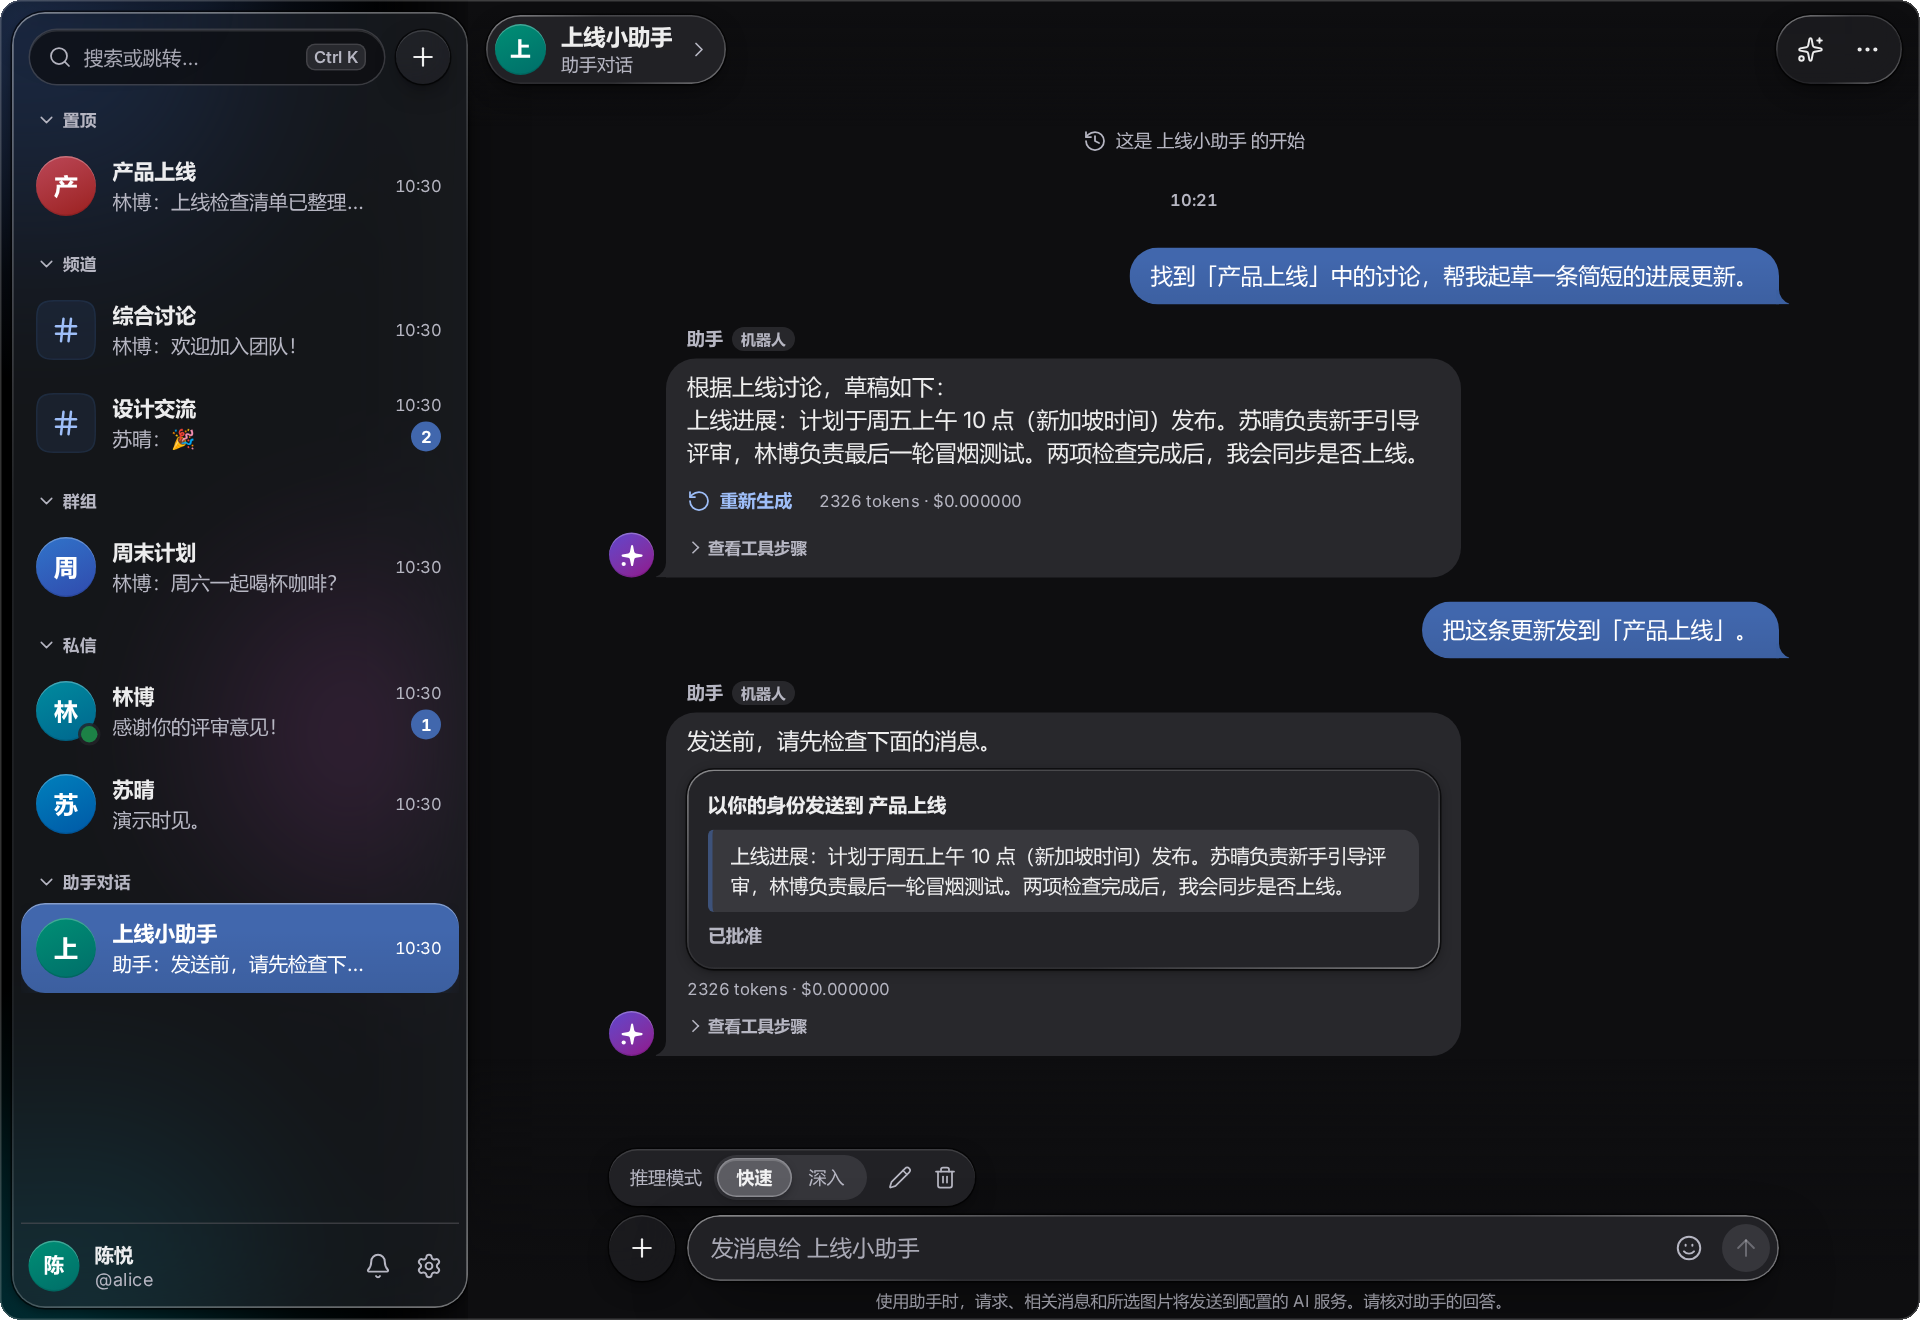 搜索或跳转...
Ctrl K
置顶
产
产品上线
10:30
林博：上线检查清单已整理...
频道
综合讨论
10:30
林博：欢迎加入团队！
设计交流
10:30
苏晴：🎉
2
群组
周
周末计划
10:30
林博：周六一起喝杯咖啡？
私信
林
林博
10:30
感谢你的评审意见！
1
苏
苏晴
10:30
演示时见。
助手对话
上
上线小助手
10:30
助手：发送前，请先检查下...
陈
陈悦
@alice
上
上线小助手
助手对话
这是 上线小助手 的开始
10:21
找到「产品上线」中的讨论，帮我起草一条简短的进展更新。
助手 机器人
根据上线讨论，草稿如下：
上线进展：计划于周五上午 10 点（新加坡时间）发布。苏晴负责新手引导
评审，林博负责最后一轮冒烟测试。两项检查完成后，我会同步是否上线。
重新生成 2326 tokens · $0.000000
查看工具步骤
把这条更新发到「产品上线」。
助手 机器人
发送前，请先检查下面的消息。
以你的身份发送到 产品上线
上线进展：计划于周五上午 10 点（新加坡时间）发布。苏晴负责新手引导评
审，林博负责最后一轮冒烟测试。两项检查完成后，我会同步是否上线。
已批准
2326 tokens · $0.000000
查看工具步骤
推理模式 快速 深入
发消息给 上线小助手
使用助手时，请求、相关消息和所选图片将发送到配置的 AI 服务。请核对助手的回答。